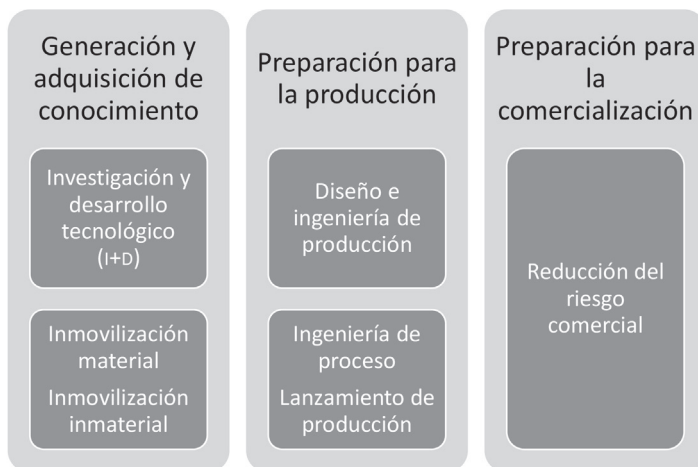 Generación y
adquisición de
conocimiento
Investigación y
desarrollo
tecnológico
(I+D)
Inmovilización
material
Inmovilización
inmaterial
Preparación para
la producción
Diseño e
ingeniería de
producción
Ingeniería de
proceso
Lanzamiento de
producción
Preparación para
la
comercialización
Reducción del
riesgo
comercial